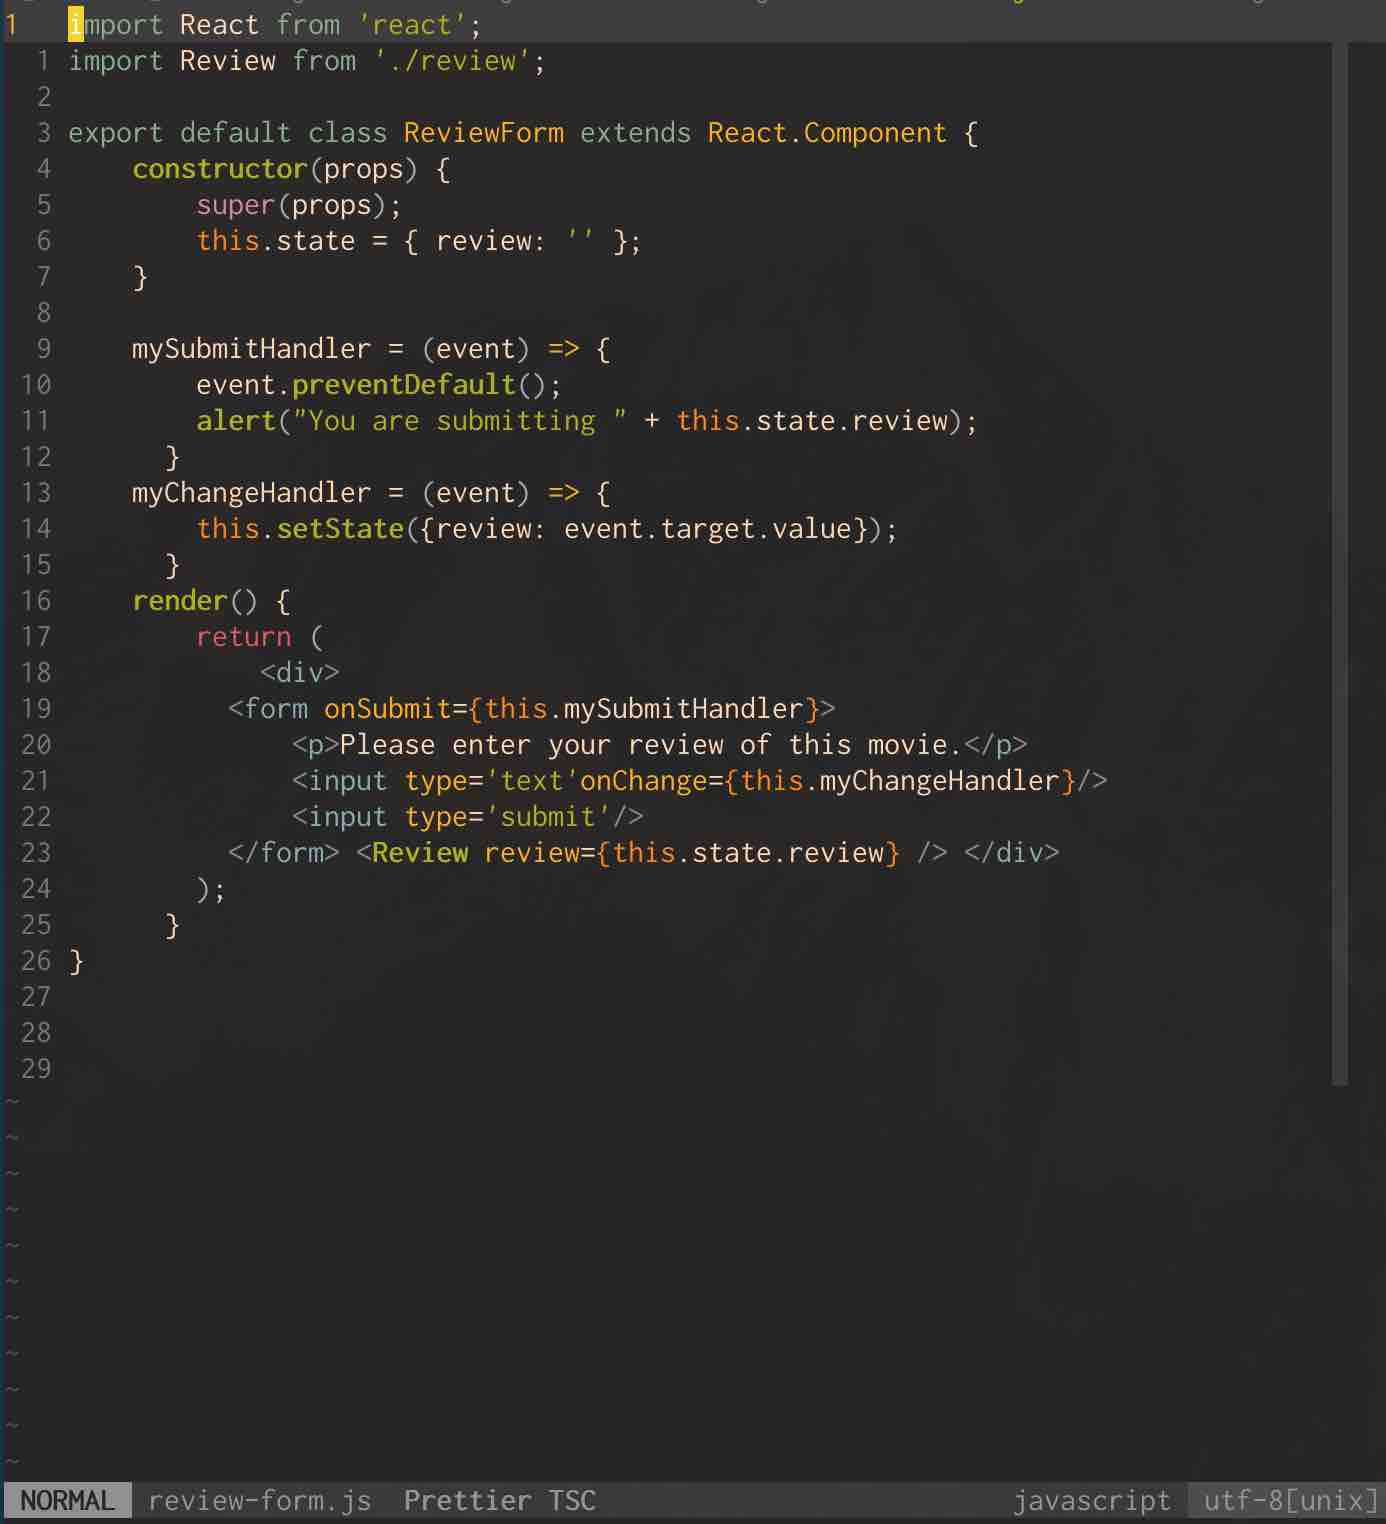 1   import React from 'react';
  1 import Review from './review';
  2
  3 export default class ReviewForm extends React.Component {
  4     constructor(props) {
  5         super(props);
  6         this.state = { review: '' };
  7     }
  8
  9     mySubmitHandler = (event) => {
 10         event.preventDefault();
 11         alert("You are submitting " + this.state.review);
 12       }
 13     myChangeHandler = (event) => {
 14         this.setState({review: event.target.value});
 15       }
 16     render() {
 17         return (
 18             <div>
 19           <form onSubmit={this.mySubmitHandler}>
 20               <p>Please enter your review of this movie.</p>
 21               <input type='text'onChange={this.myChangeHandler}/>
 22               <input type='submit'/>
 23           </form> <Review review={this.state.review} /> </div>
 24         );
 25       }
 26 }
 27
 28
 29
~
~
~
~
~
~
~
~
~
~
~
NORMAL review-form.js Prettier TSC javascript utf-8[unix]